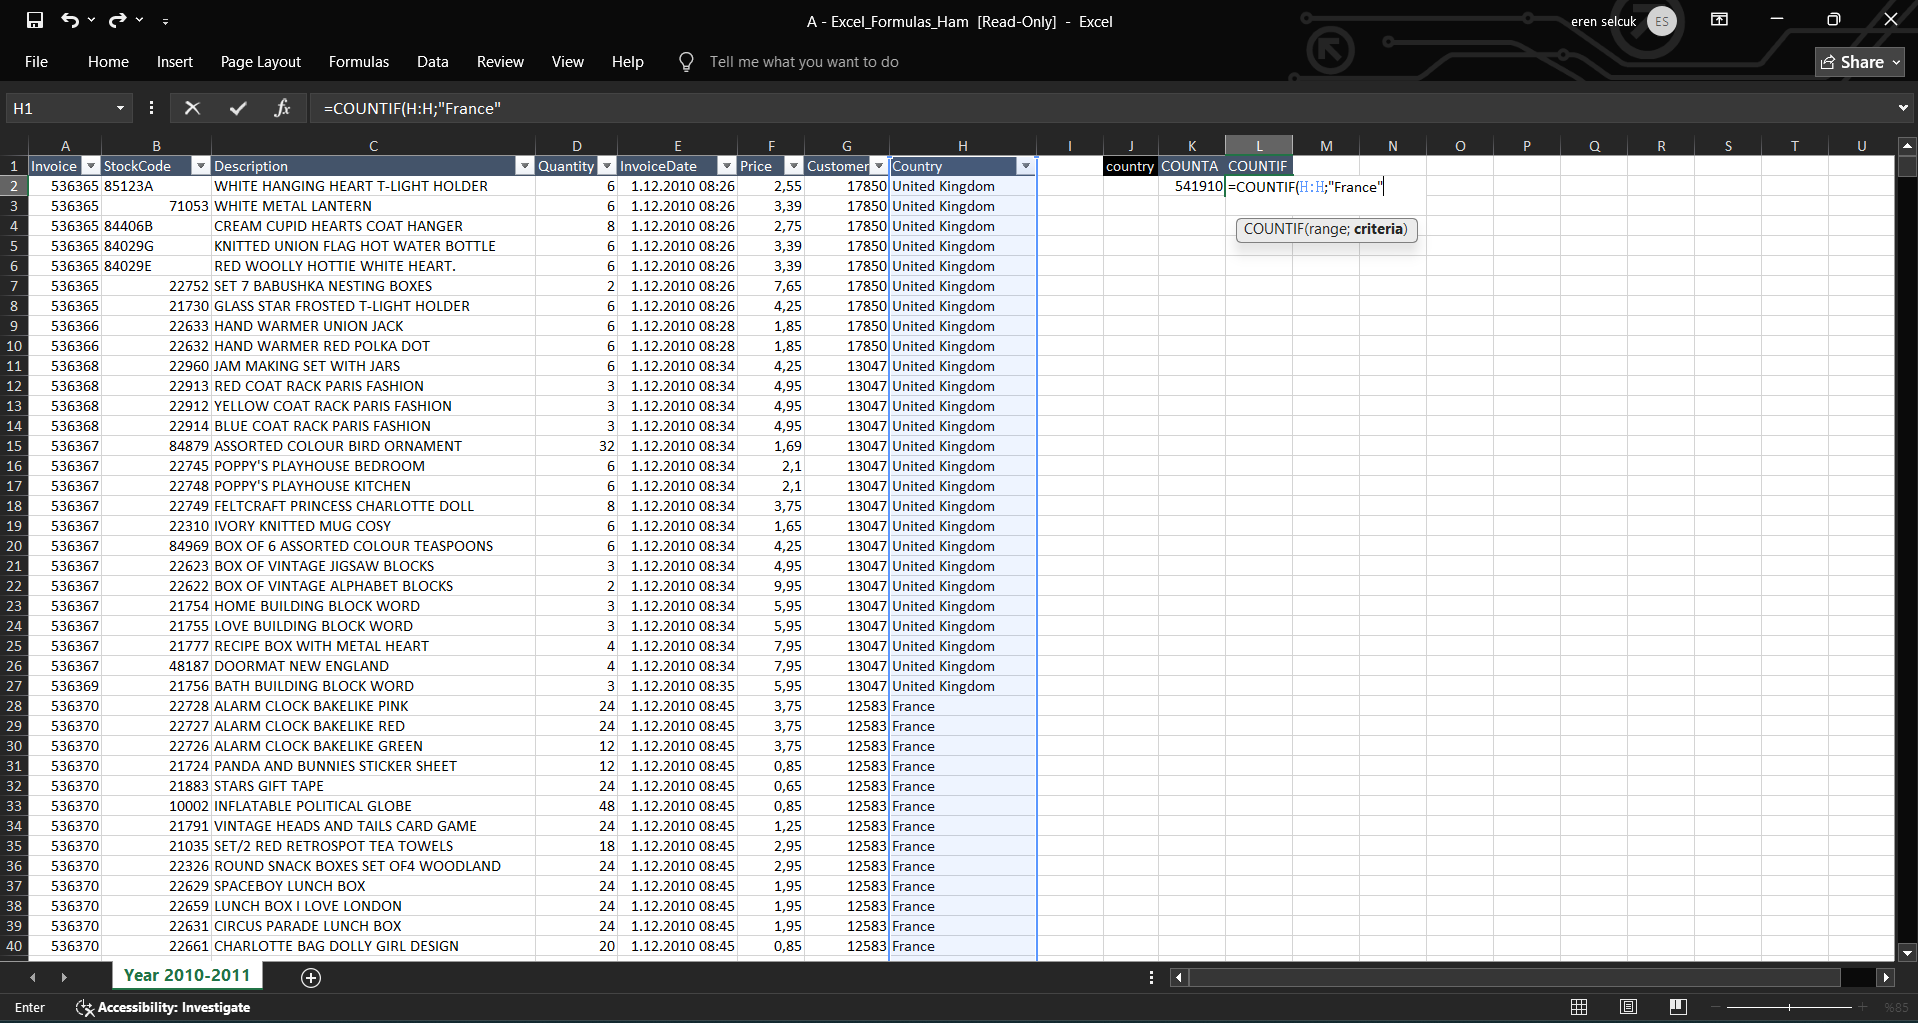 A - Excel_Formulas_Ham [Read-Only] - Excel
eren selcuk ES
File Home Insert Page Layout Formulas Data Review View Help Tell me what you want to do Share
H1 fx =COUNTIF(H:H;"France"
A B C D E F G H I J K L M N O P Q R S T U
1 Invoice StockCode Description Quantity InvoiceDate Price Customer Country country COUNTA COUNTIF
2 536365 85123A WHITE HANGING HEART T-LIGHT HOLDER 6 1.12.2010 08:26 2,55 17850 United Kingdom 541910 =COUNTIF(H:H;"France"
3 536365 71053 WHITE METAL LANTERN 6 1.12.2010 08:26 3,39 17850 United Kingdom
4 536365 84406B CREAM CUPID HEARTS COAT HANGER 8 1.12.2010 08:26 2,75 17850 United Kingdom COUNTIF(range; criteria)
5 536365 84029G KNITTED UNION FLAG HOT WATER BOTTLE 6 1.12.2010 08:26 3,39 17850 United Kingdom
6 536365 84029E RED WOOLLY HOTTIE WHITE HEART. 6 1.12.2010 08:26 3,39 17850 United Kingdom
7 536365 22752 SET 7 BABUSHKA NESTING BOXES 2 1.12.2010 08:26 7,65 17850 United Kingdom
8 536365 21730 GLASS STAR FROSTED T-LIGHT HOLDER 6 1.12.2010 08:26 4,25 17850 United Kingdom
9 536366 22633 HAND WARMER UNION JACK 6 1.12.2010 08:28 1,85 17850 United Kingdom
10 536366 22632 HAND WARMER RED POLKA DOT 6 1.12.2010 08:28 1,85 17850 United Kingdom
11 536368 22960 JAM MAKING SET WITH JARS 6 1.12.2010 08:34 4,25 13047 United Kingdom
12 536368 22913 RED COAT RACK PARIS FASHION 3 1.12.2010 08:34 4,95 13047 United Kingdom
13 536368 22912 YELLOW COAT RACK PARIS FASHION 3 1.12.2010 08:34 4,95 13047 United Kingdom
14 536368 22914 BLUE COAT RACK PARIS FASHION 3 1.12.2010 08:34 4,95 13047 United Kingdom
15 536367 84879 ASSORTED COLOUR BIRD ORNAMENT 32 1.12.2010 08:34 1,69 13047 United Kingdom
16 536367 22745 POPPY'S PLAYHOUSE BEDROOM 6 1.12.2010 08:34 2,1 13047 United Kingdom
17 536367 22748 POPPY'S PLAYHOUSE KITCHEN 6 1.12.2010 08:34 2,1 13047 United Kingdom
18 536367 22749 FELTCRAFT PRINCESS CHARLOTTE DOLL 8 1.12.2010 08:34 3,75 13047 United Kingdom
19 536367 22310 IVORY KNITTED MUG COSY 6 1.12.2010 08:34 1,65 13047 United Kingdom
20 536367 84969 BOX OF 6 ASSORTED COLOUR TEASPOONS 6 1.12.2010 08:34 4,25 13047 United Kingdom
21 536367 22623 BOX OF VINTAGE JIGSAW BLOCKS 3 1.12.2010 08:34 4,95 13047 United Kingdom
22 536367 22622 BOX OF VINTAGE ALPHABET BLOCKS 2 1.12.2010 08:34 9,95 13047 United Kingdom
23 536367 21754 HOME BUILDING BLOCK WORD 3 1.12.2010 08:34 5,95 13047 United Kingdom
24 536367 21755 LOVE BUILDING BLOCK WORD 3 1.12.2010 08:34 5,95 13047 United Kingdom
25 536367 21777 RECIPE BOX WITH METAL HEART 4 1.12.2010 08:34 7,95 13047 United Kingdom
26 536367 48187 DOORMAT NEW ENGLAND 4 1.12.2010 08:34 7,95 13047 United Kingdom
27 536369 21756 BATH BUILDING BLOCK WORD 3 1.12.2010 08:35 5,95 13047 United Kingdom
28 536370 22728 ALARM CLOCK BAKELIKE PINK 24 1.12.2010 08:45 3,75 12583 France
29 536370 22727 ALARM CLOCK BAKELIKE RED 24 1.12.2010 08:45 3,75 12583 France
30 536370 22726 ALARM CLOCK BAKELIKE GREEN 12 1.12.2010 08:45 3,75 12583 France
31 536370 21724 PANDA AND BUNNIES STICKER SHEET 12 1.12.2010 08:45 0,85 12583 France
32 536370 21883 STARS GIFT TAPE 24 1.12.2010 08:45 0,65 12583 France
33 536370 10002 INFLATABLE POLITICAL GLOBE 48 1.12.2010 08:45 0,85 12583 France
34 536370 21791 VINTAGE HEADS AND TAILS CARD GAME 24 1.12.2010 08:45 1,25 12583 France
35 536370 21035 SET/2 RED RETROSPOT TEA TOWELS 18 1.12.2010 08:45 2,95 12583 France
36 536370 22326 ROUND SNACK BOXES SET OF4 WOODLAND 24 1.12.2010 08:45 2,95 12583 France
37 536370 22629 SPACEBOY LUNCH BOX 24 1.12.2010 08:45 1,95 12583 France
38 536370 22659 LUNCH BOX I LOVE LONDON 24 1.12.2010 08:45 1,95 12583 France
39 536370 22631 CIRCUS PARADE LUNCH BOX 24 1.12.2010 08:45 1,95 12583 France
40 536370 22661 CHARLOTTE BAG DOLLY GIRL DESIGN 20 1.12.2010 08:45 0,85 12583 France
Year 2010-2011
Enter Accessibility: Investigate %85